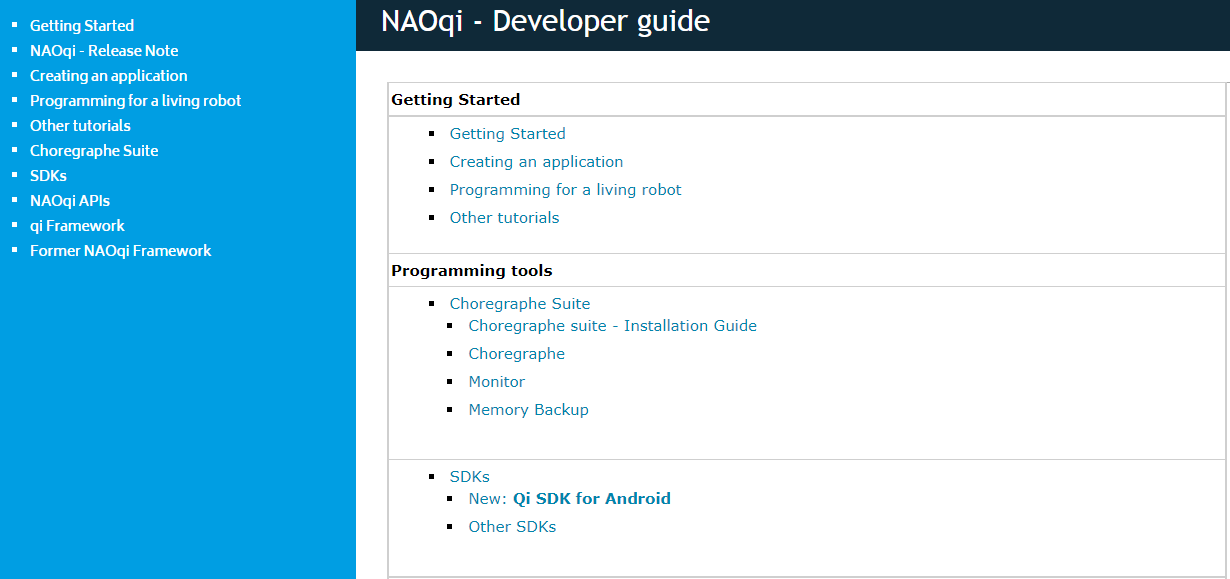 Getting Started
NAOqi - Release Note
Creating an application
Programming for a living robot
Other tutorials
Choregraphe Suite
SDKs
NAOqi APIs
qi Framework
Former NAOqi Framework
NAOqi - Developer guide
Getting Started
Getting Started
Creating an application
Programming for a living robot
Other tutorials
Programming tools
Choregraphe Suite
Choregraphe suite - Installation Guide
Choregraphe
Monitor
Memory Backup
SDKs
New: Qi SDK for Android
Other SDKs